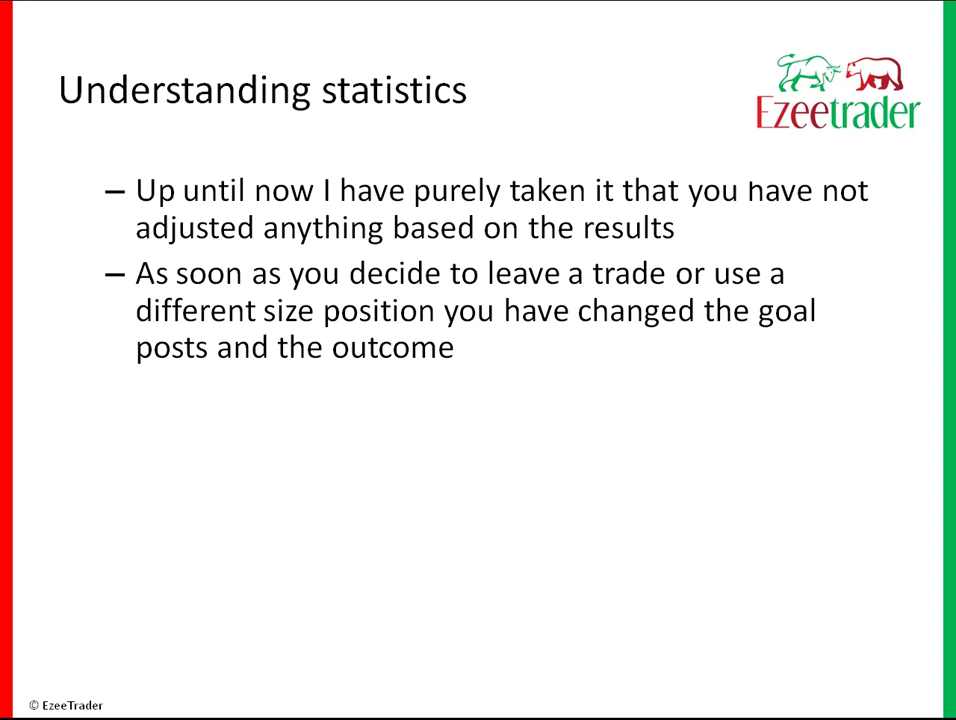 Understanding statistics
Ezeetrader
– Up until now I have purely taken it that you have not
adjusted anything based on the results
– As soon as you decide to leave a trade or use a
different size position you have changed the goal
posts and the outcome
© EzeeTrader